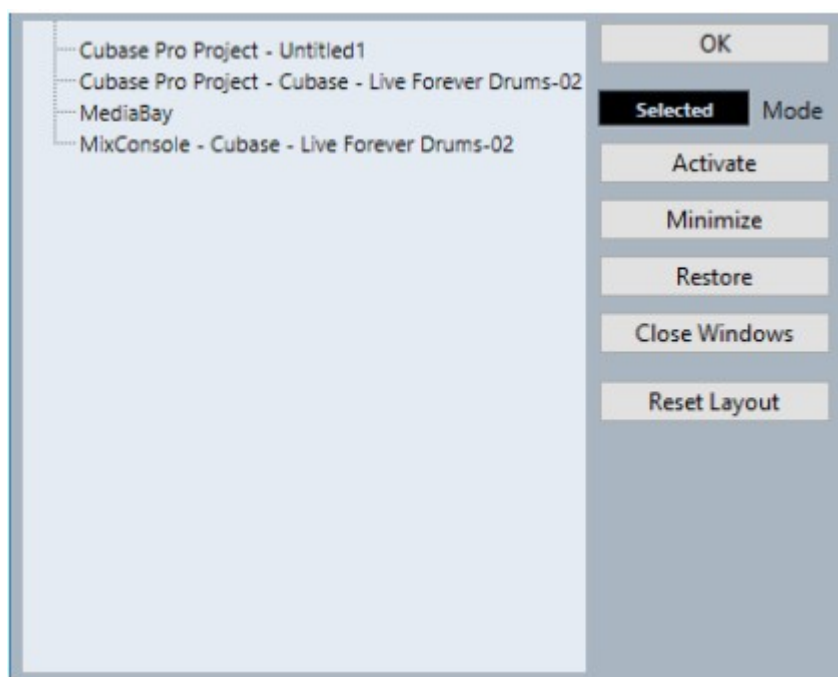 Cubase Pro Project - Untitled1
Cubase Pro Project - Cubase - Live Forever Drums-02
MediaBay
MixConsole - Cubase - Live Forever Drums-02
OK
Selected Mode
Activate
Minimize
Restore
Close Windows
Reset Layout